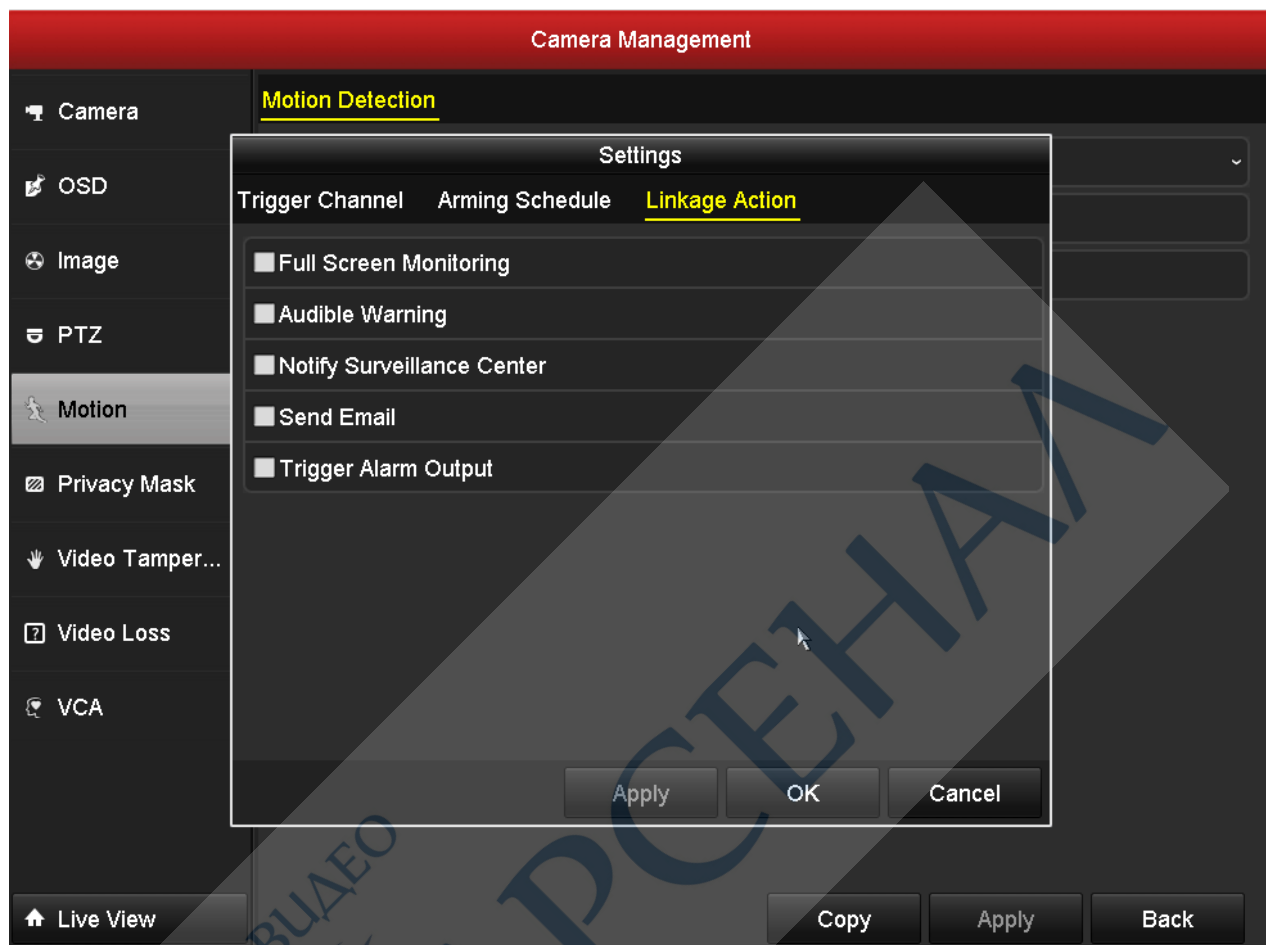 Camera Management
Camera
OSD
Image
PTZ
Motion
Privacy Mask
Video Tamper...
Video Loss
VCA
Live View
Motion Detection
Settings
Trigger Channel Arming Schedule Linkage Action
Full Screen Monitoring
Audible Warning
Notify Surveillance Center
Send Email
Trigger Alarm Output
Apply OK Cancel
Copy Apply Back
ВИДЕО
РСЕНАЛ